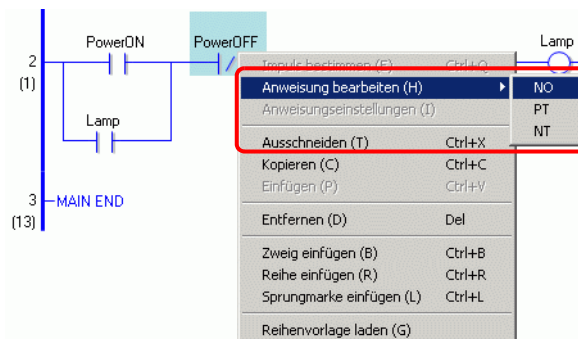 PowerON PowerOFF Lamp
2
(1)
Lamp
Impuls bestimmen (F) Ctrl+Q
Anweisung bearbeiten (H) NO
Anweisungseinstellungen (I) PT
NT
Ausschneiden (T) Ctrl+X
Kopieren (C) Ctrl+C
Einfügen (P) Ctrl+V
3 MAIN END
(13)
Entfernen (D) Del
Zweig einfügen (B) Ctrl+B
Reihe einfügen (R) Ctrl+R
Sprungmarke einfügen (L) Ctrl+L
Reihenvorlage laden (G)